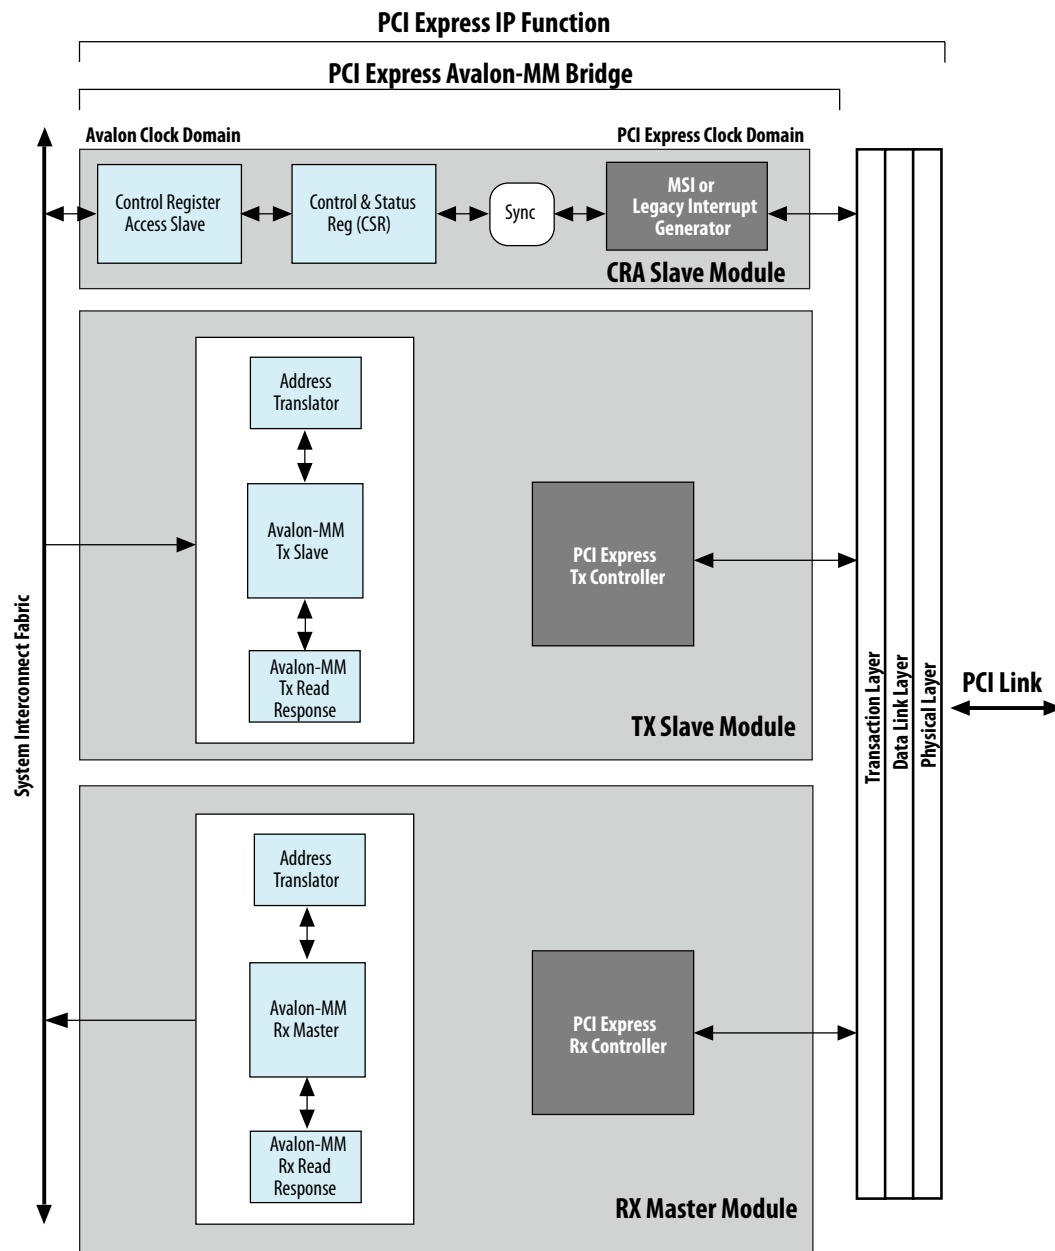 PCI Express IP Function
PCI Express Avalon-MM Bridge
Avalon Clock Domain
PCI Express Clock Domain
Control Register
Access Slave
Control & Status
Reg (CSR)
Sync
MSI or
Legacy Interrupt
Generator
CRA Slave Module
Address
Translator
Avalon-MM
Tx Slave
Avalon-MM
Tx Read
Response
PCI Express
Tx Controller
TX Slave Module
System Interconnect Fabric
Transaction Layer
Data Link Layer
Physical Layer
PCI Link
Address
Translator
Avalon-MM
Rx Master
Avalon-MM
Rx Read
Response
PCI Express
Rx Controller
RX Master Module